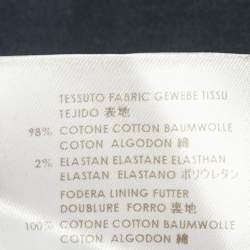 TESSUTO FABRIC GEWEBE TISSU
TEJIDO 表地
98% COTONE COTTON BAUMWOLLE
COTON ALGODON 綿
2% ELASTAN ELASTANE ELASTHAN
ELASTAN ELASTANO ポリウレタン
FODERA LINING FUTTER
DOUBLURE FORRO 裏地
100% COTONE COTTON BAUMWOLLE
COTON ALGODON 綿